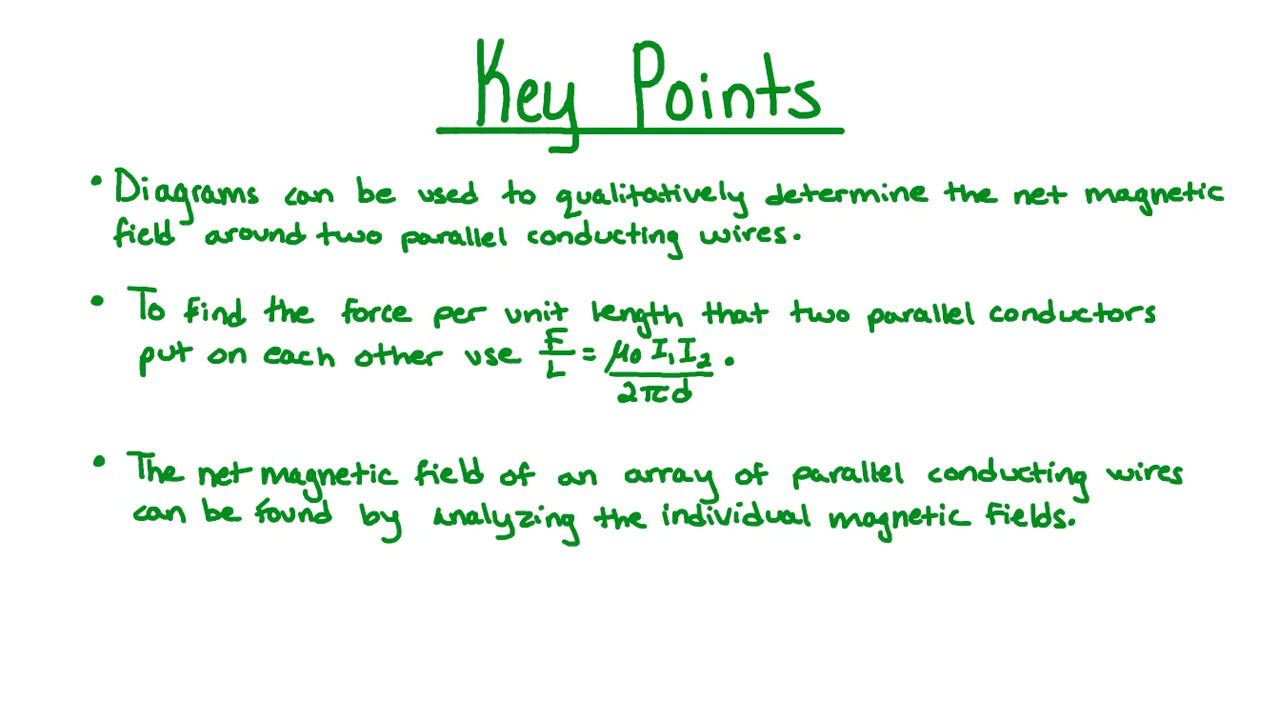 Key Points
• Diagrams can be used to qualitatively determine the net magnetic
field around two parallel conducting wires.
• To find the force per unit length that two parallel conductors
put on each other use F/L = μ₀ I₁ I₂ / 2πd.
• The net magnetic field of an array of parallel conducting wires
can be found by analyzing the individual magnetic fields.